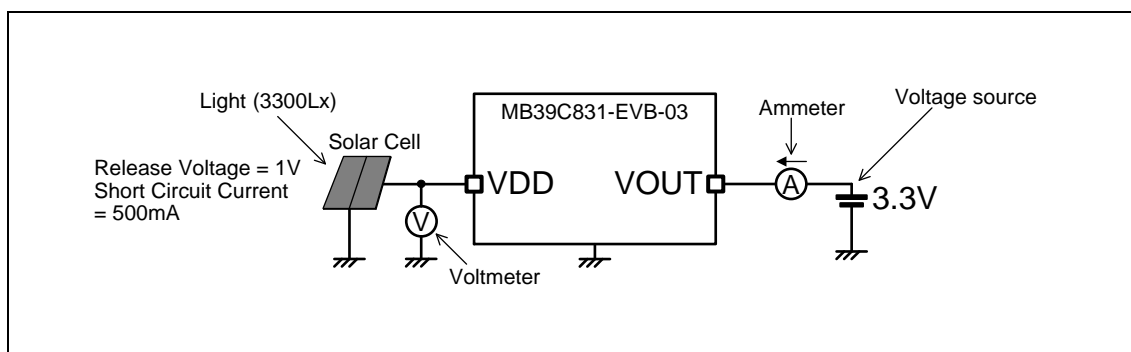 Light (3300Lx)
Solar Cell
Release Voltage = 1V
Short Circuit Current
= 500mA
V
Voltmeter
MB39C831-EVB-03
VDD
VOUT
Ammeter
A
Voltage source
3.3V